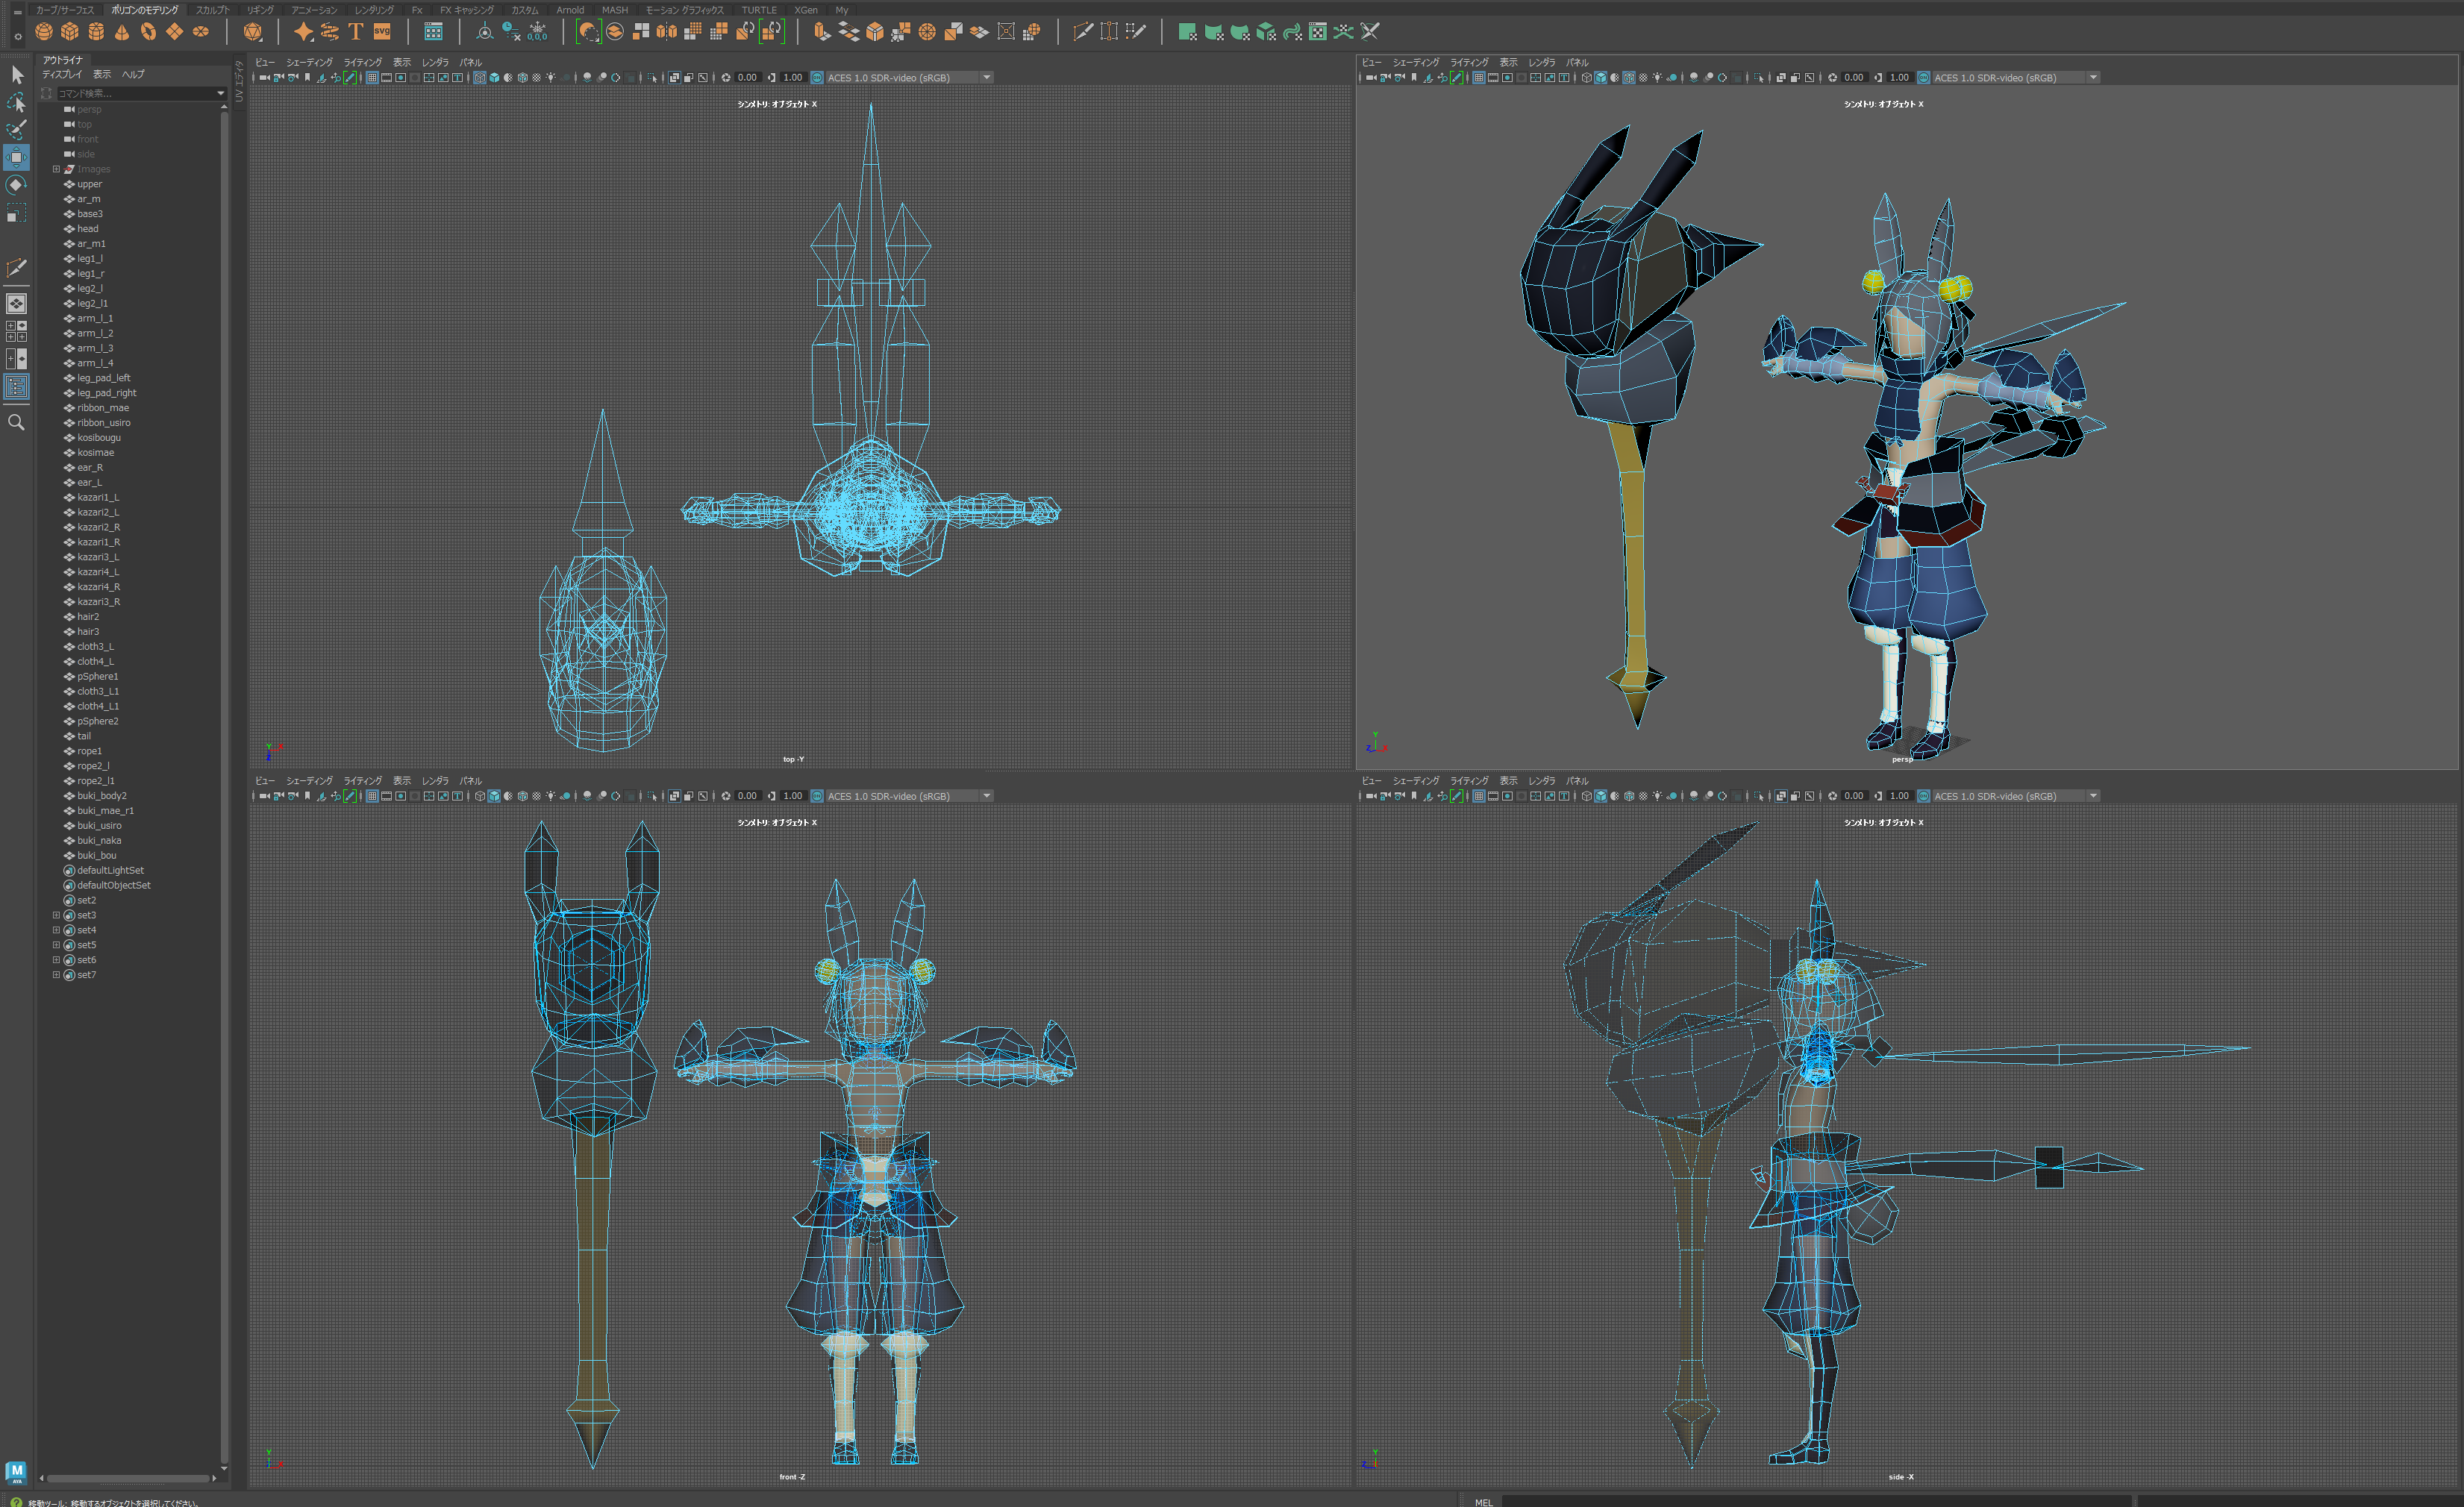 カーブ/サーフェス ポリゴンのモデリング スカルプト リギング アニメーション レンダリング Fx FX キャッシング カスタム Arnold MASH モーション グラフィックス TURTLE XGen My
SVG
0,0,0
アウトライナ
ディスプレイ 表示 ヘルプ
コマンド検索...
persp
top
front
side
Images
upper
ar_m
base3
head
ar_m1
leg1_l
leg1_r
leg2_l
leg2_l1
arm_l_1
arm_l_2
arm_l_3
arm_l_4
leg_pad_left
leg_pad_right
ribbon_mae
ribbon_usiro
kosibougu
kosimae
ear_R
ear_L
kazari1_L
kazari2_L
kazari2_R
kazari1_R
kazari3_L
kazari4_L
kazari4_R
kazari3_R
hair2
hair3
cloth3_L
cloth4_L
pSphere1
cloth3_L1
cloth4_L1
pSphere2
tail
rope1
rope2_l
rope2_l1
buki_body2
buki_mae_r1
buki_usiro
buki_naka
buki_bou
defaultLightSet
defaultObjectSet
set2
set3
set4
set5
set6
set7
UV エディタ
ビュー シェーディング ライティング 表示 レンダラ パネル
0.00 1.00 ACES 1.0 SDR-video (sRGB)
シンメトリ: オブジェクト X
top -Y
ビュー シェーディング ライティング 表示 レンダラ パネル
0.00 1.00 ACES 1.0 SDR-video (sRGB)
シンメトリ: オブジェクト X
persp
ビュー シェーディング ライティング 表示 レンダラ パネル
0.00 1.00 ACES 1.0 SDR-video (sRGB)
シンメトリ: オブジェクト X
front -Z
ビュー シェーディング ライティング 表示 レンダラ パネル
0.00 1.00 ACES 1.0 SDR-video (sRGB)
シンメトリ: オブジェクト X
side -X
移動ツール: 移動するオブジェクトを選択してください。
MEL